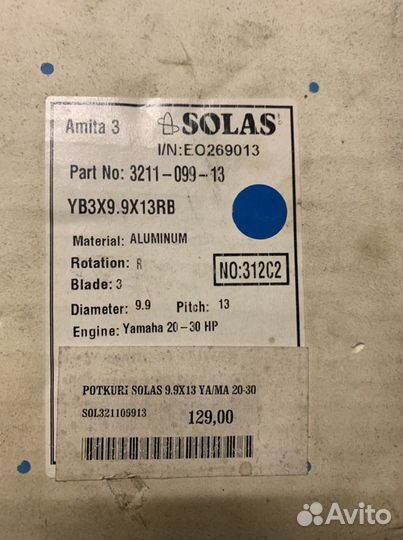 Amita 3 SOLAS
I/N:EO269013
Part No: 3211-099-13
YB3X9.9X13RB
Material: ALUMINUM
Rotation: R
NO:312C2
Blade: 3
Diameter: 9.9 Pitch: 13
Engine: Yamaha 20-30 HP
POTKURI SOLAS 9.9X13 YA/MA 20-30
SOL321109913
129,00
Avito